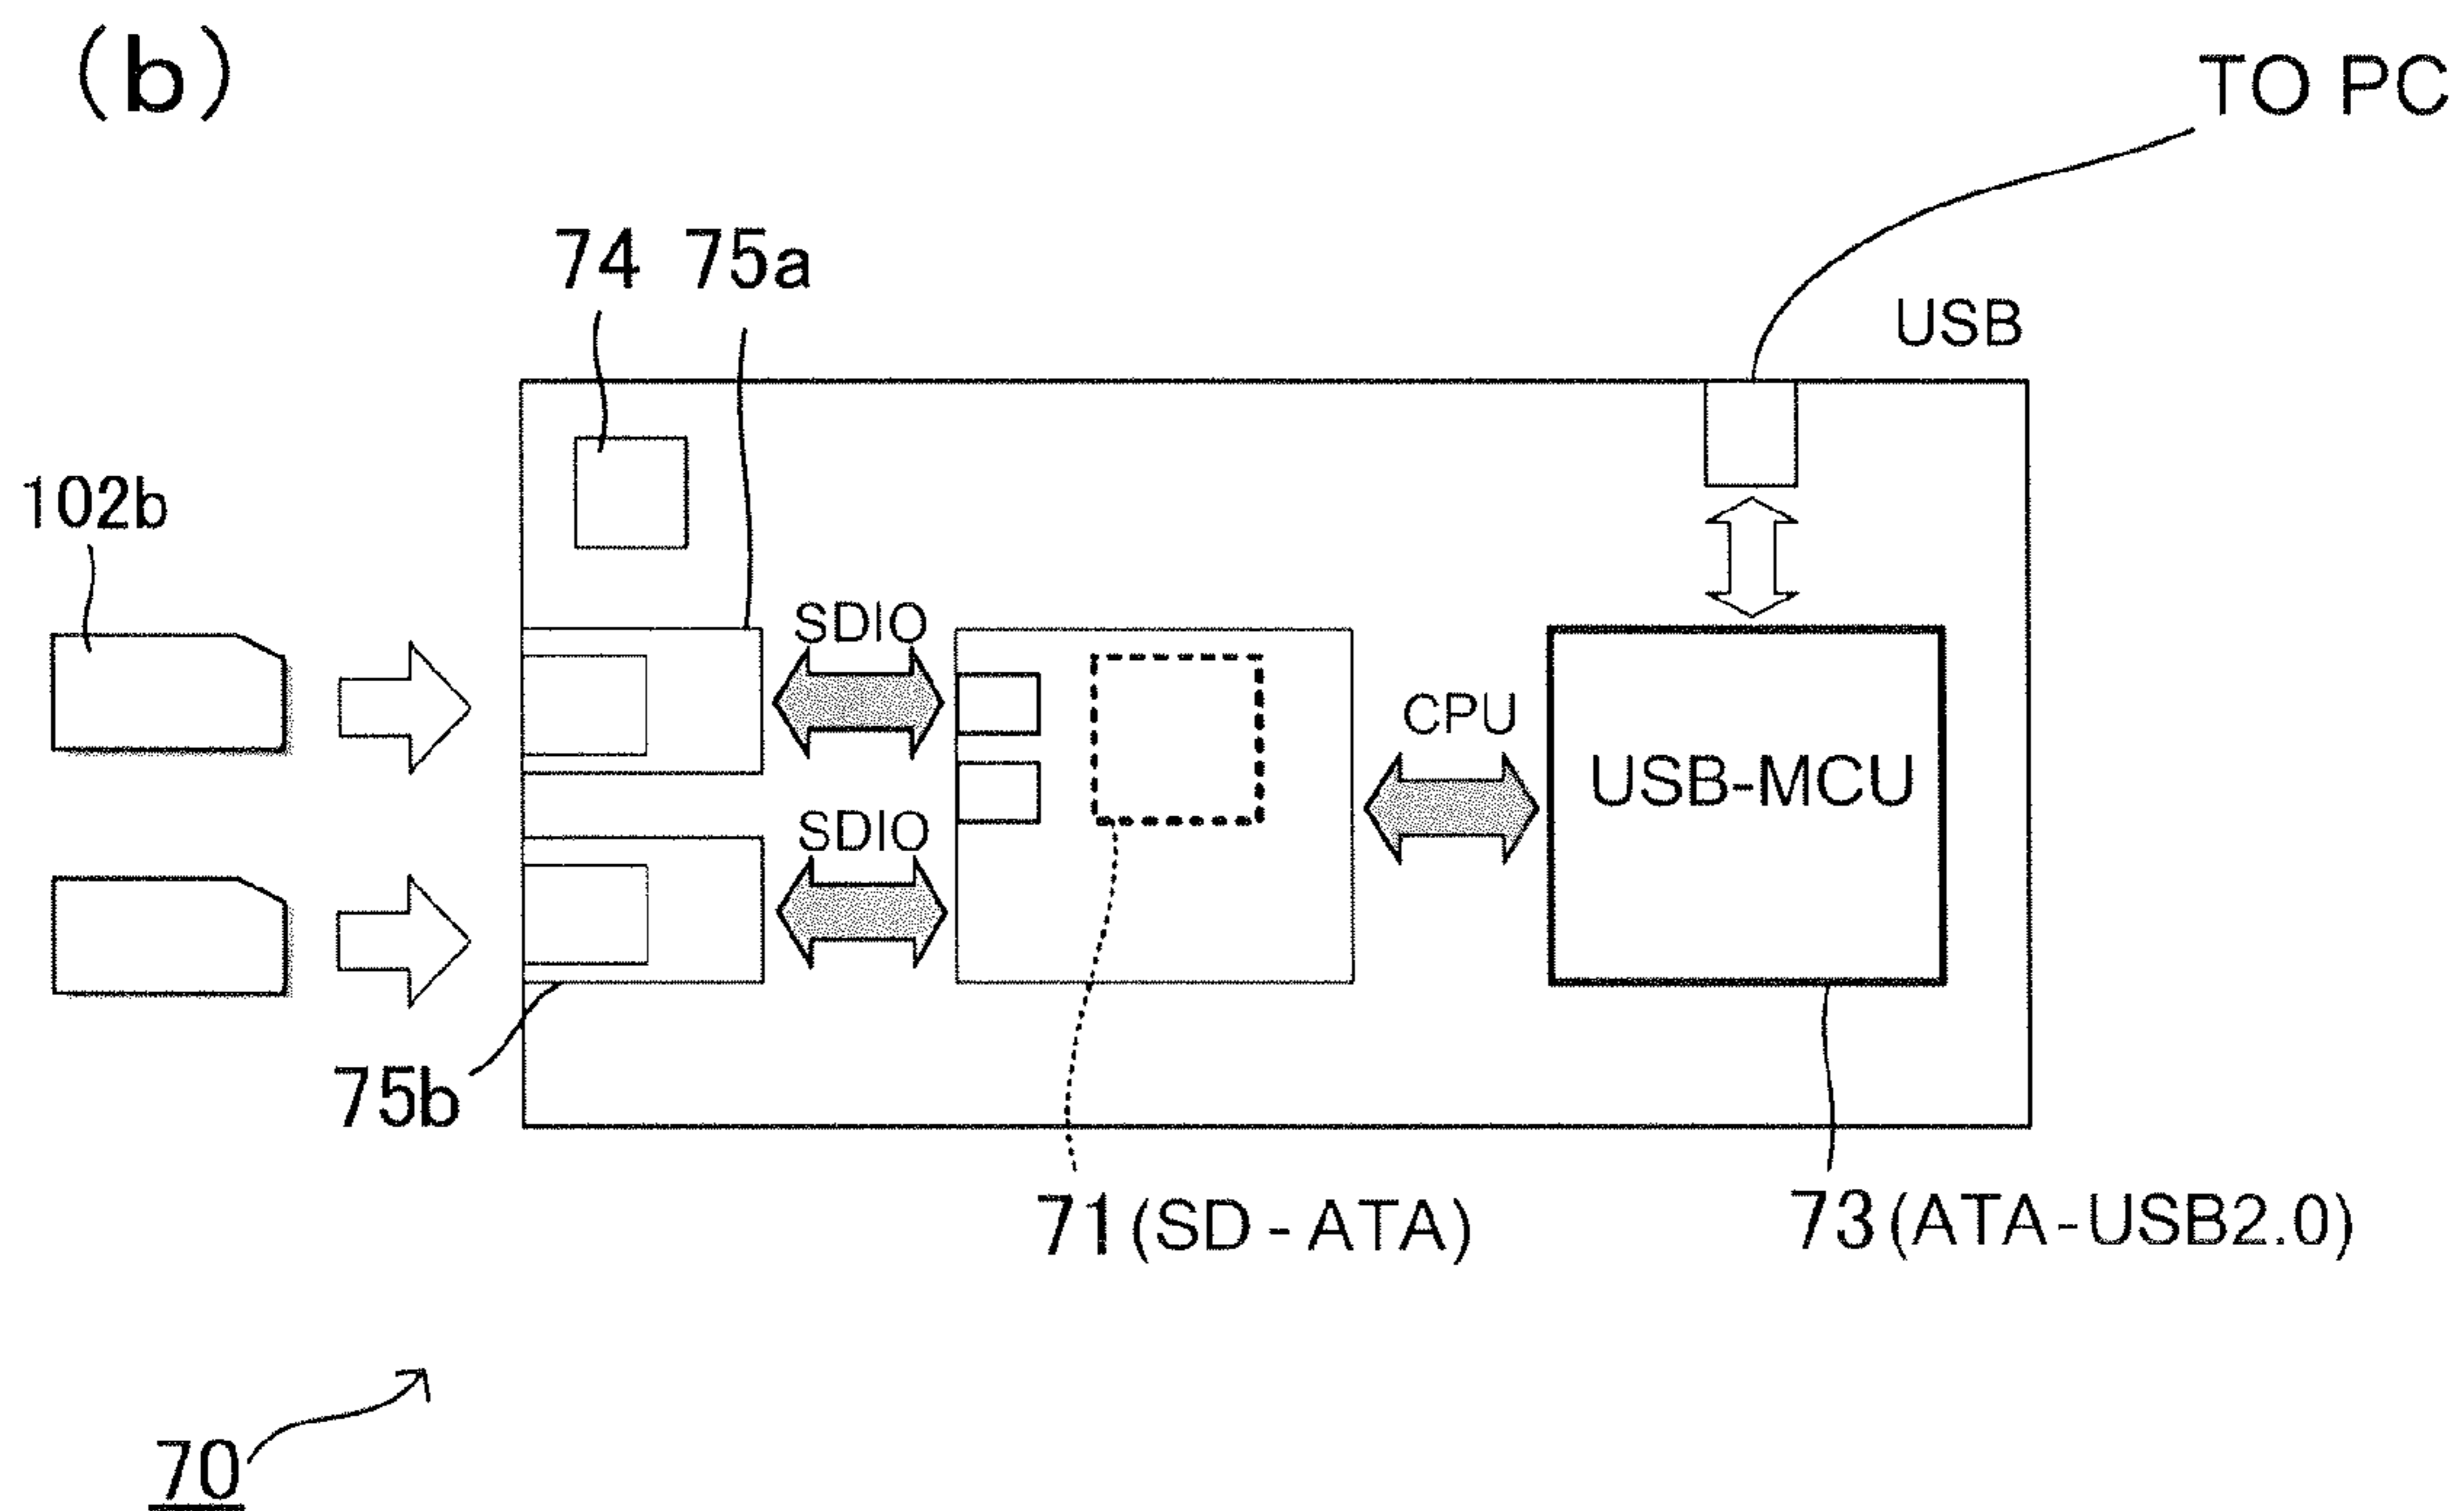 (b)
TO PC
74
75a
USB
102b
SDIO
CPU
USB-MCU
SDIO
75b
71(SD-ATA)
73(ATA-USB2.0)
70